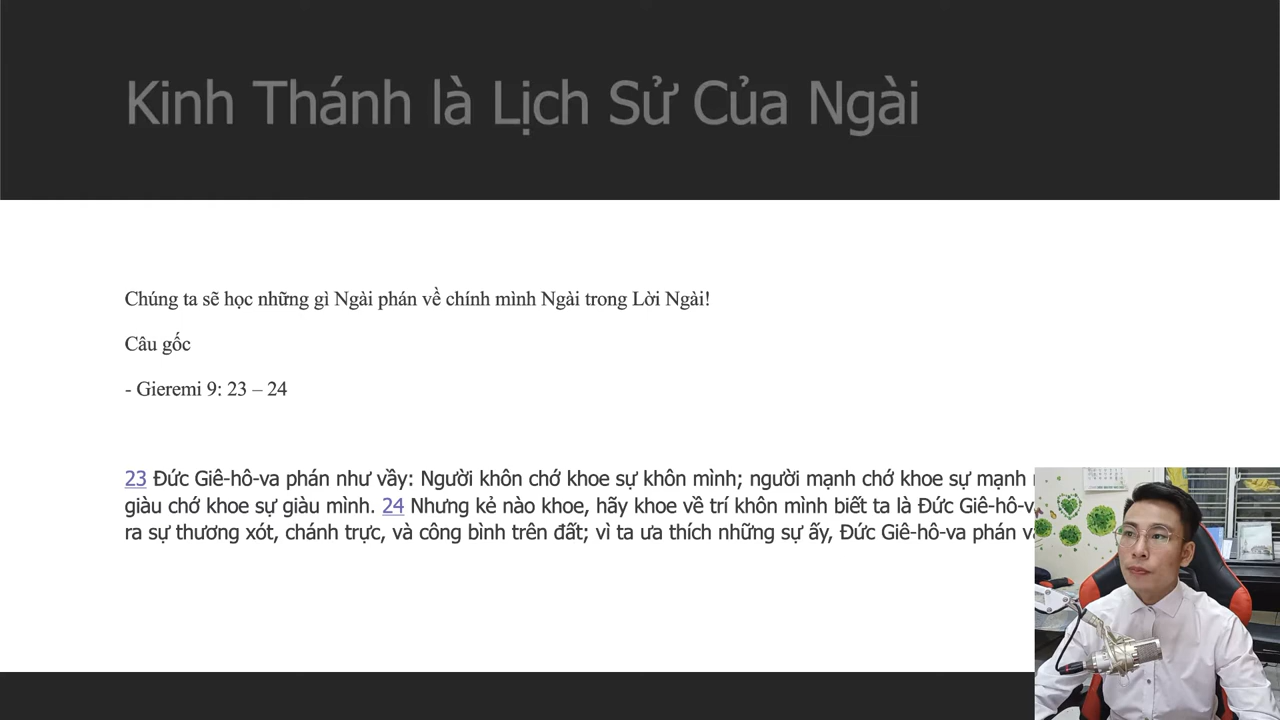 Kinh Thánh là Lịch Sử Của Ngài
Chúng ta sẽ học những gì Ngài phán về chính mình Ngài trong Lời Ngài!
Câu gốc
- Gieremi 9: 23 – 24
23 Đức Giê-hô-va phán như vầy: Người khôn chớ khoe sự khôn mình; người mạnh chớ khoe sự mạnh
giàu chớ khoe sự giàu mình. 24 Nhưng kẻ nào khoe, hãy khoe về trí khôn mình biết ta là Đức Giê-hô-v
ra sự thương xót, chánh trực, và công bình trên đất; vì ta ưa thích những sự ấy, Đức Giê-hô-va phán v